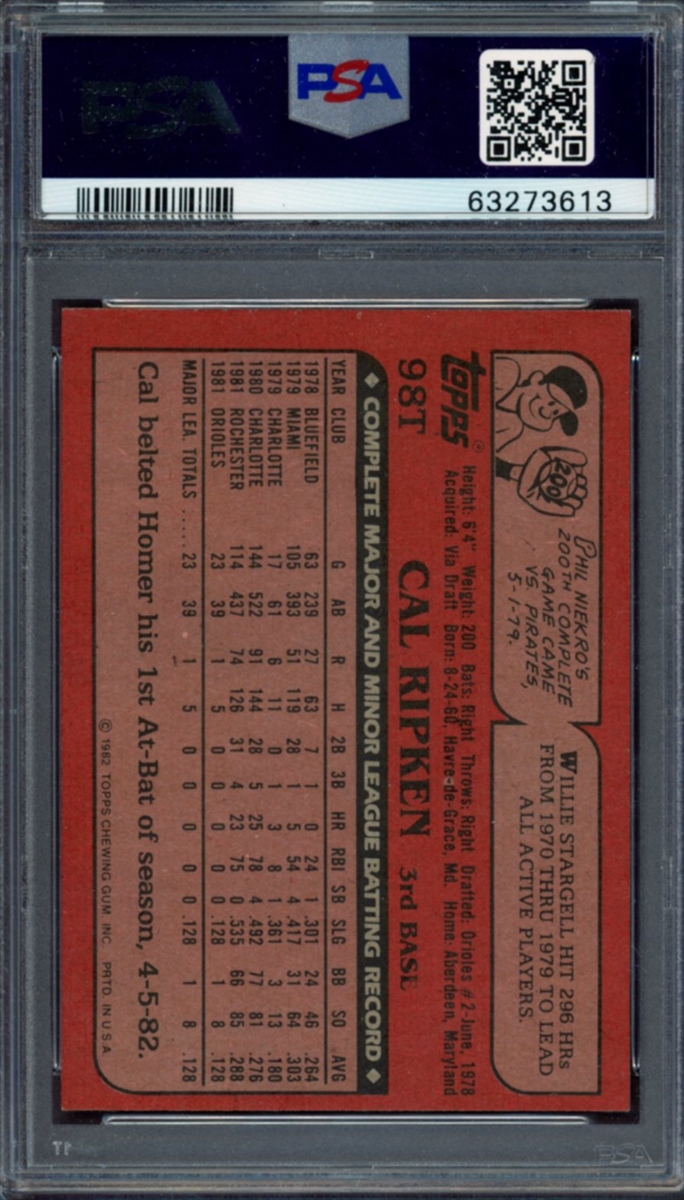 PSA
PSA
63273613
PHIL NIEKRO'S
200TH COMPLETE
GAME CAME
VS. PIRATES,
5-1-79.
200
WILLIE STARGELL HIT 296 HRs
FROM 1970 THRU 1979 TO LEAD
ALL ACTIVE PLAYERS.
topps®
Height: 6'4" Weight: 200 Bats: Right Throws: Right Drafted: Orioles #2-June, 1978
Acquired: Via Draft Born: 8-24-60, Havre-de-Grace, Md. Home: Aberdeen, Maryland
98T CAL RIPKEN 3rd BASE
◆ COMPLETE MAJOR AND MINOR LEAGUE BATTING RECORD ◆
YEAR CLUB G AB R H 2B 3B HR RBI SB SLG BB SO AVG
1978 BLUEFIELD 63 239 27 63 7 1 0 24 1 .301 24 46 .264
1979 MIAMI 105 393 51 119 28 1 5 54 4 .417 31 64 .303
1979 CHARLOTTE 17 61 6 11 0 1 3 8 1 .361 3 13 .180
1980 CHARLOTTE 144 522 91 144 28 5 25 78 4 .492 77 81 .276
1981 ROCHESTER 114 437 74 126 31 4 23 75 0 .535 66 85 .288
1981 ORIOLES 23 39 1 5 0 0 0 0 0 .128 1 8 .128
MAJOR LEA. TOTALS ..... 23 39 1 5 0 0 0 0 0 .128 1 8 .128
Cal belted Homer his 1st At-Bat of season, 4-5-82.
© 1982 TOPPS CHEWING GUM, INC. PRTD. IN U.S.A.
PSA